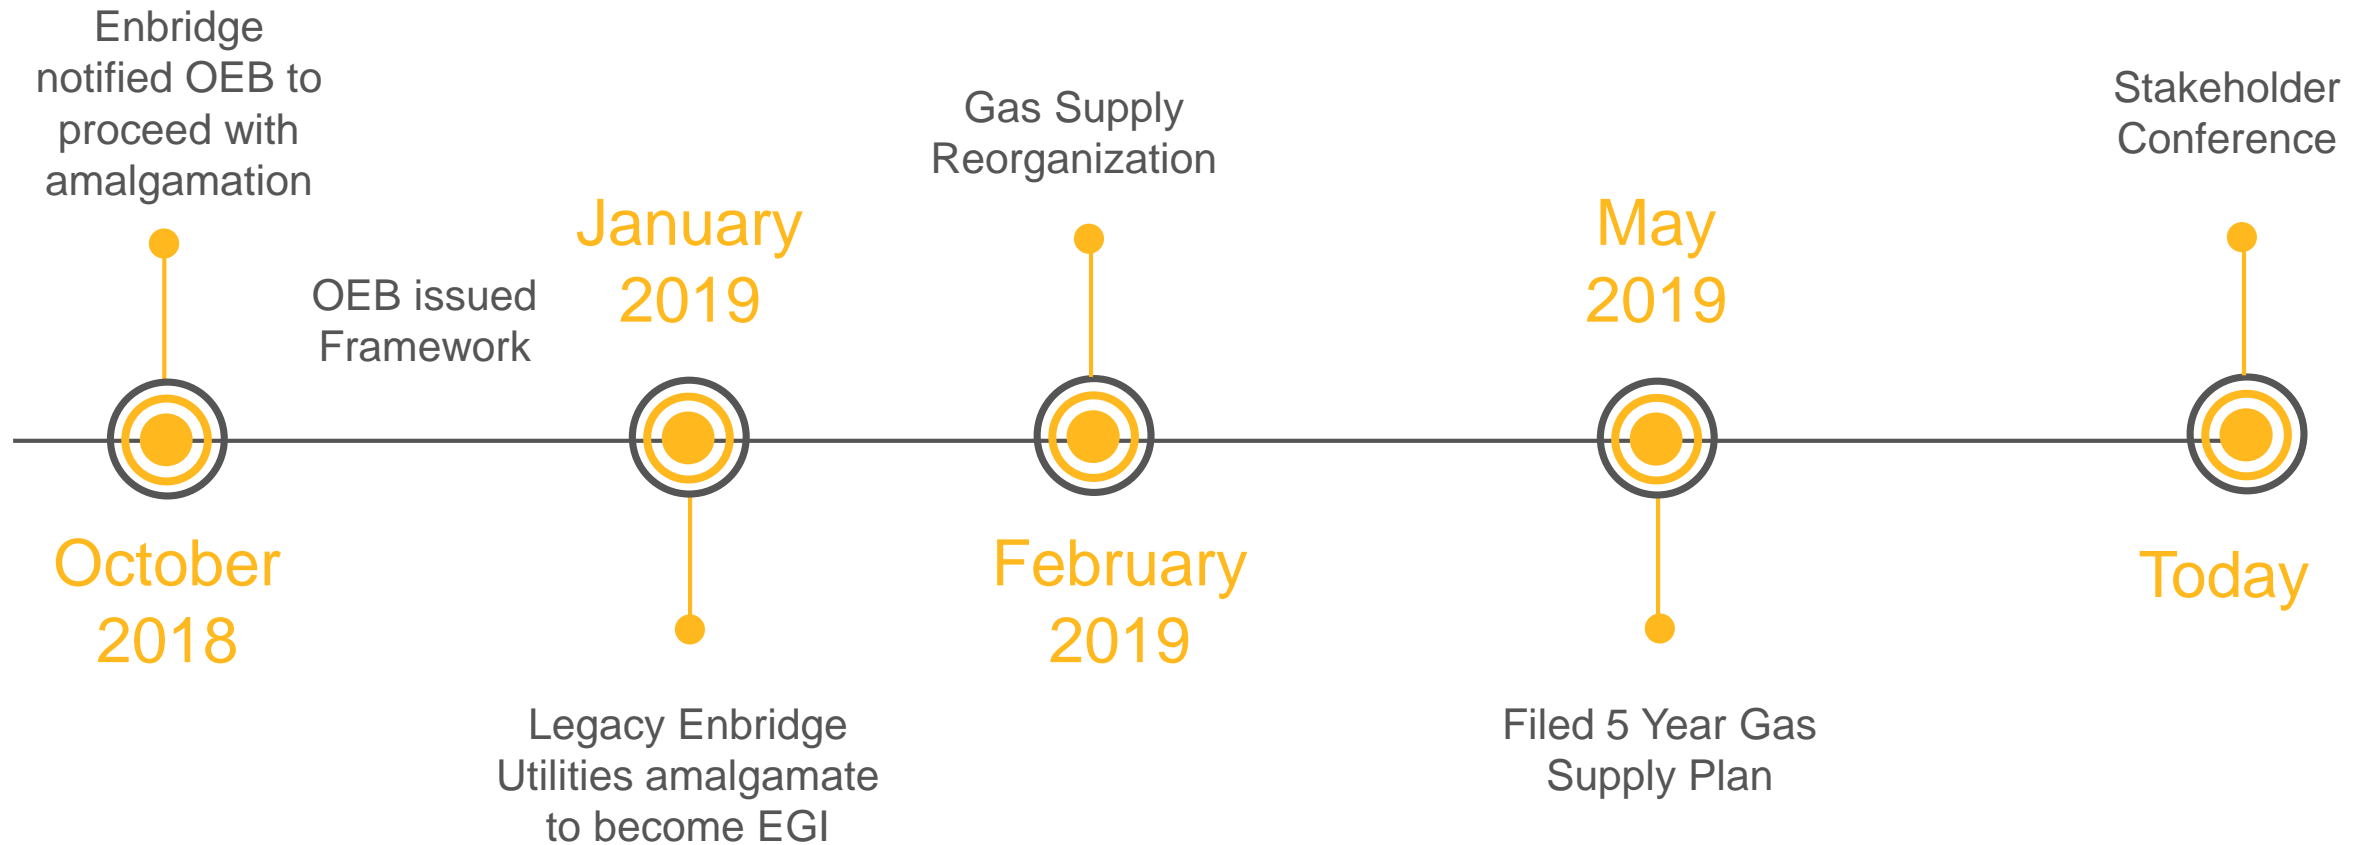 Enbridge
notified OEB to
proceed with
amalgamation
October
2018
OEB issued
Framework
January
2019
Legacy Enbridge
Utilities amalgamate
to become EGI
Gas Supply
Reorganization
February
2019
May
2019
Filed 5 Year Gas
Supply Plan
Stakeholder
Conference
Today